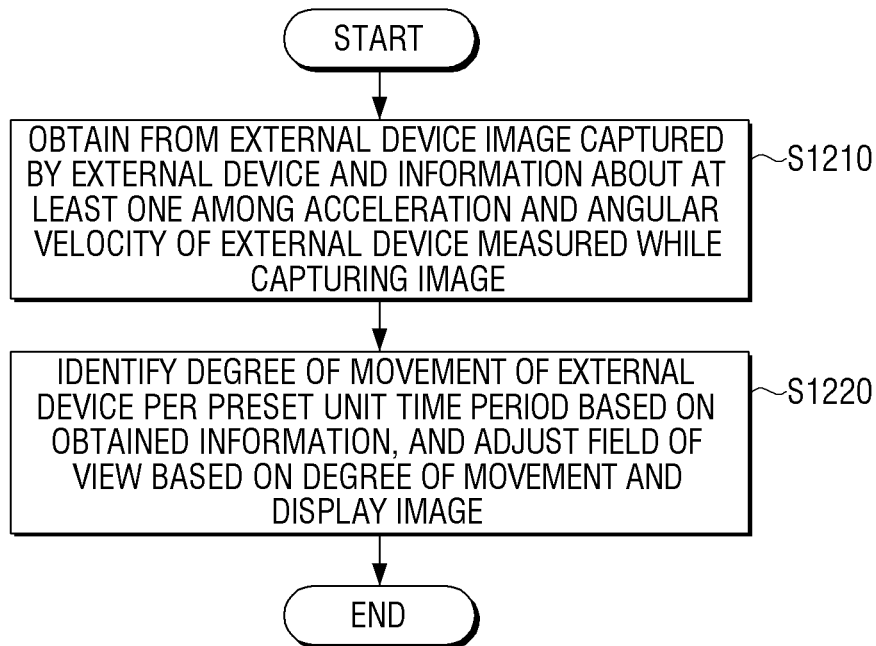 START
OBTAIN FROM EXTERNAL DEVICE IMAGE CAPTURED
BY EXTERNAL DEVICE AND INFORMATION ABOUT AT
LEAST ONE AMONG ACCELERATION AND ANGULAR
VELOCITY OF EXTERNAL DEVICE MEASURED WHILE
CAPTURING IMAGE
S1210
IDENTIFY DEGREE OF MOVEMENT OF EXTERNAL
DEVICE PER PRESET UNIT TIME PERIOD BASED ON
OBTAINED INFORMATION, AND ADJUST FIELD OF
VIEW BASED ON DEGREE OF MOVEMENT AND
DISPLAY IMAGE
S1220
END